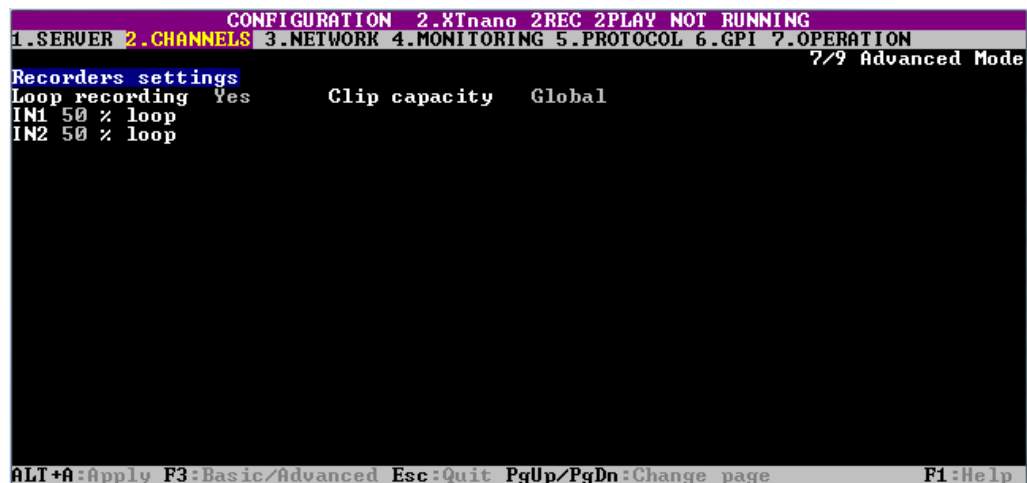 CONFIGURATION 2.XTnano 2REC 2PLAY NOT RUNNING
1.SERVER 2.CHANNELS 3.NETWORK 4.MONITORING 5.PROTOCOL 6.GPI 7.OPERATION
7/9 Advanced Mode
Recorders settings
Loop recording Yes Clip capacity Global
IN1 50 % loop
IN2 50 % loop
ALT+A:Apply F3:Basic/Advanced Esc:Quit PgUp/PgDn:Change page F1:Help